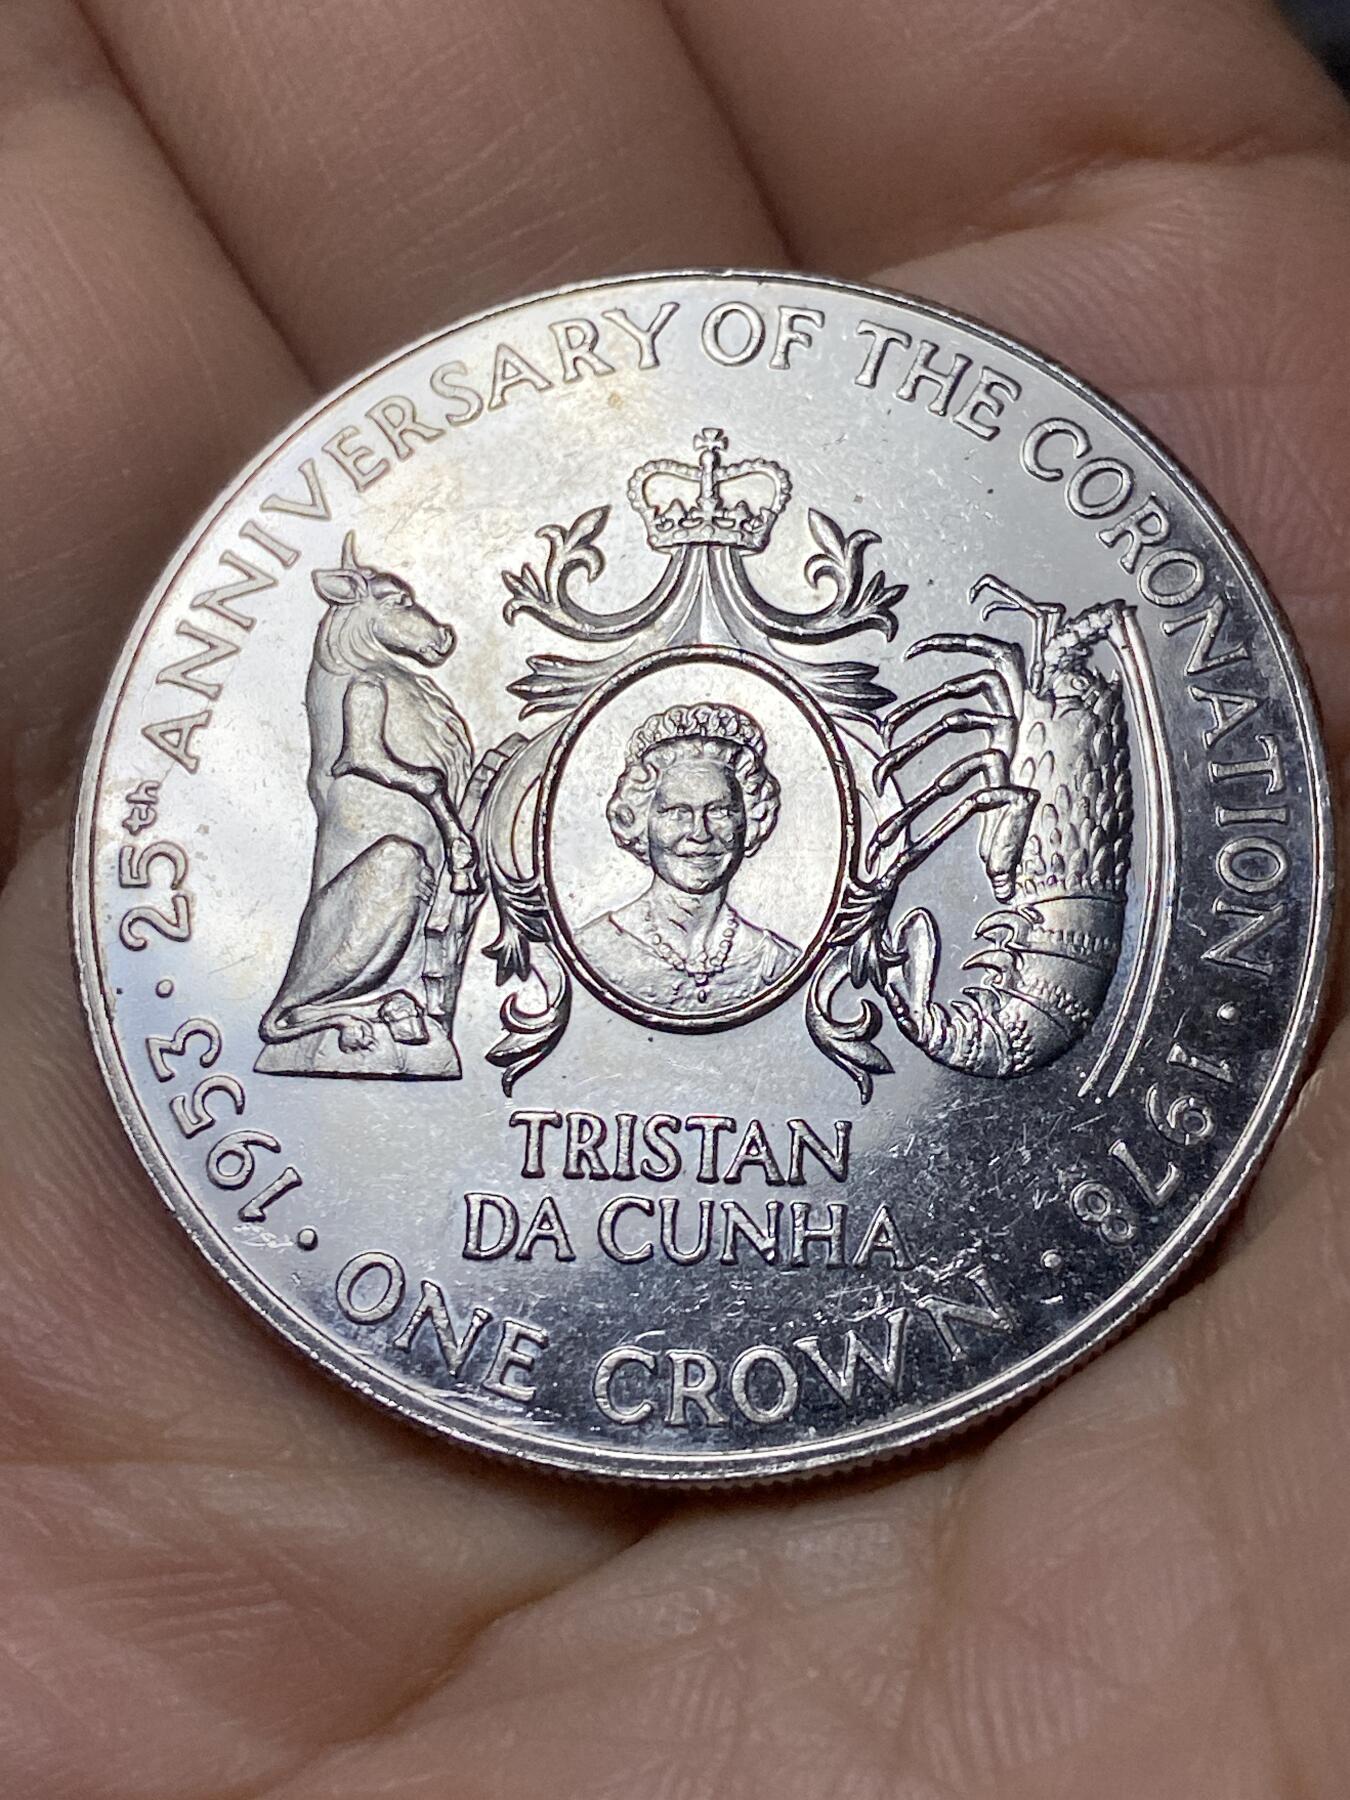 1953 · 25th ANNIVERSARY OF THE CORONATION · 1978
TRISTAN
DA CUNHA
· ONE CROWN ·